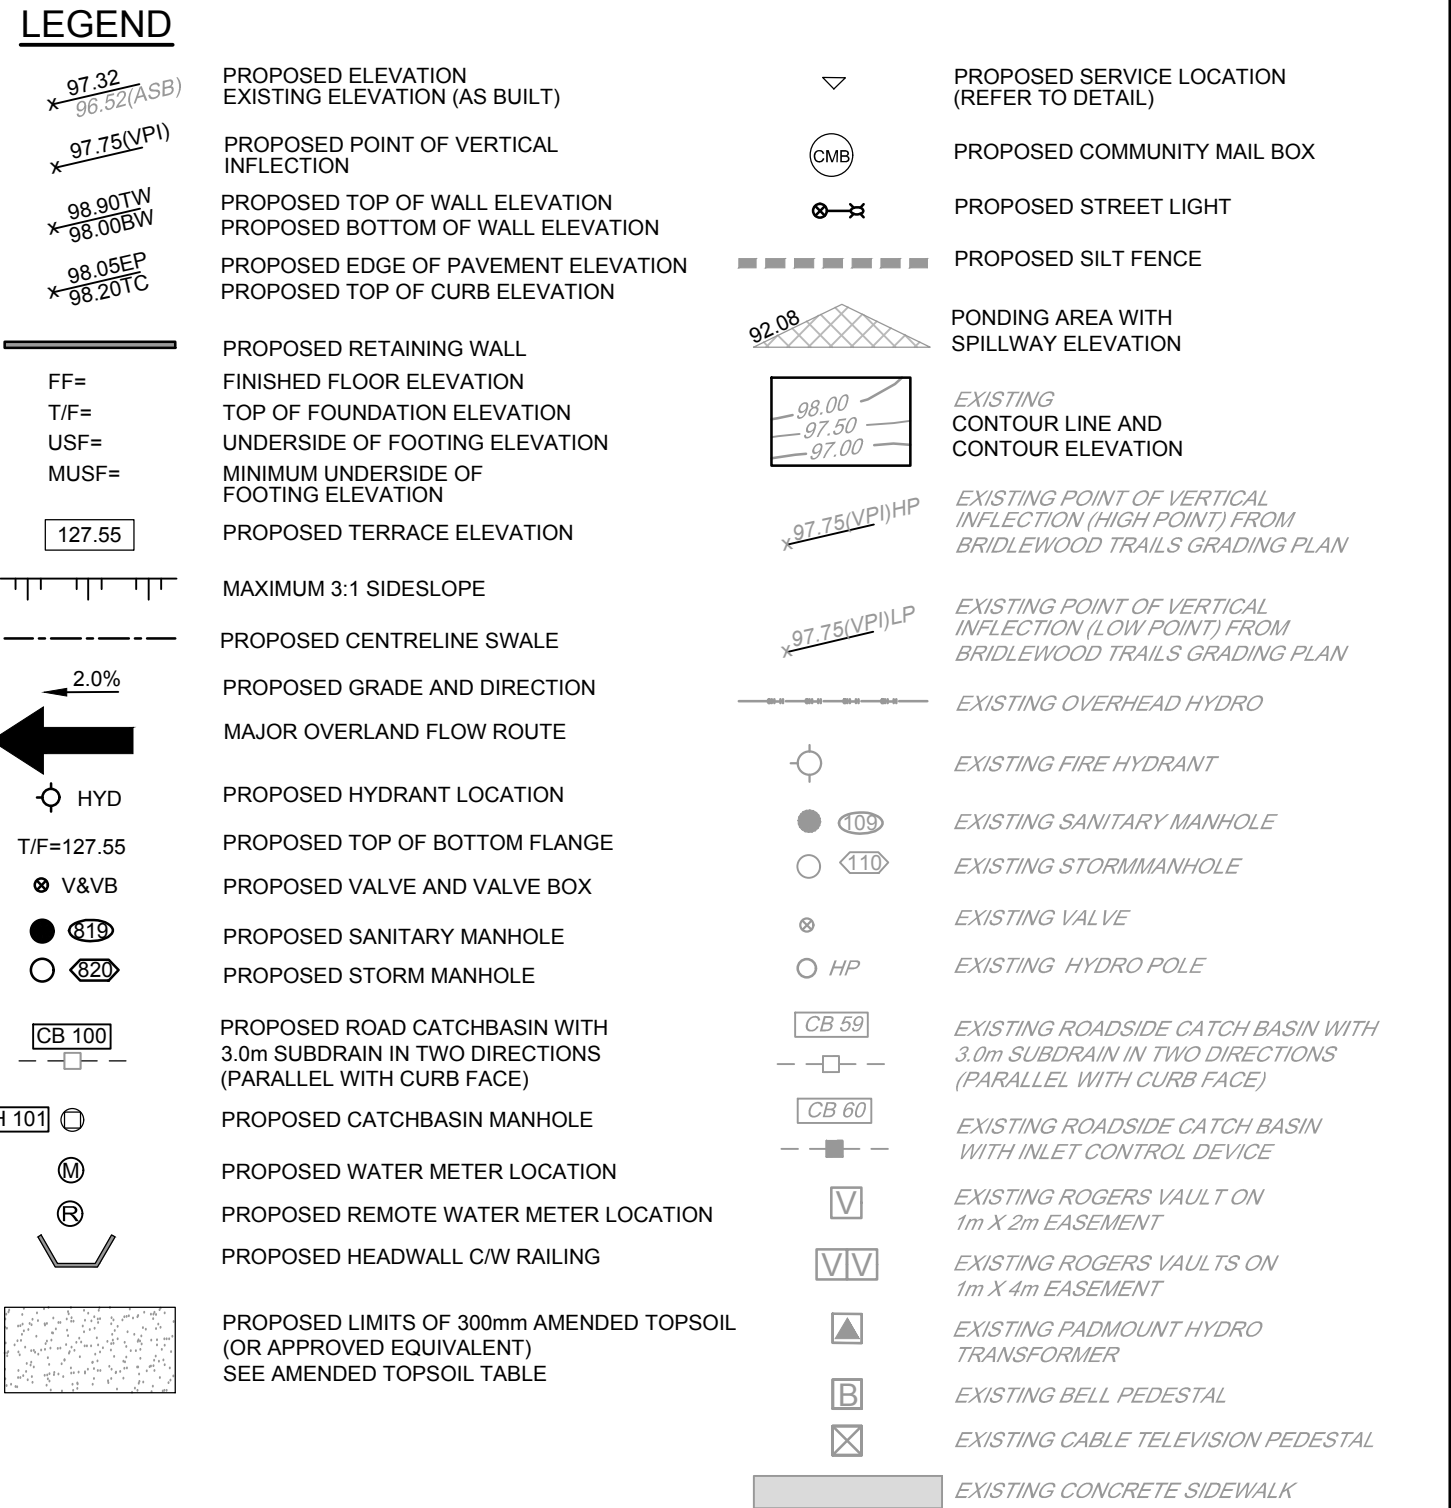 LEGEND
97.32
96.52(ASB)
PROPOSED ELEVATION
EXISTING ELEVATION (AS BUILT)
97.75(VPI)
PROPOSED POINT OF VERTICAL
INFLECTION
98.90TW
98.00BW
PROPOSED TOP OF WALL ELEVATION
PROPOSED BOTTOM OF WALL ELEVATION
98.05EP
98.20TC
PROPOSED EDGE OF PAVEMENT ELEVATION
PROPOSED TOP OF CURB ELEVATION
PROPOSED RETAINING WALL
FF= FINISHED FLOOR ELEVATION
T/F= TOP OF FOUNDATION ELEVATION
USF= UNDERSIDE OF FOOTING ELEVATION
MUSF= MINIMUM UNDERSIDE OF
FOOTING ELEVATION
127.55 PROPOSED TERRACE ELEVATION
MAXIMUM 3:1 SIDESLOPE
PROPOSED CENTRELINE SWALE
2.0% PROPOSED GRADE AND DIRECTION
MAJOR OVERLAND FLOW ROUTE
HYD PROPOSED HYDRANT LOCATION
T/F=127.55 PROPOSED TOP OF BOTTOM FLANGE
V&VB PROPOSED VALVE AND VALVE BOX
819 PROPOSED SANITARY MANHOLE
820 PROPOSED STORM MANHOLE
CB 100 PROPOSED ROAD CATCHBASIN WITH
3.0m SUBDRAIN IN TWO DIRECTIONS
(PARALLEL WITH CURB FACE)
H 101 PROPOSED CATCHBASIN MANHOLE
M PROPOSED WATER METER LOCATION
R PROPOSED REMOTE WATER METER LOCATION
PROPOSED HEADWALL C/W RAILING
PROPOSED LIMITS OF 300mm AMENDED TOPSOIL
(OR APPROVED EQUIVALENT)
SEE AMENDED TOPSOIL TABLE
PROPOSED SERVICE LOCATION
(REFER TO DETAIL)
CMB PROPOSED COMMUNITY MAIL BOX
PROPOSED STREET LIGHT
PROPOSED SILT FENCE
92.08
PONDING AREA WITH
SPILLWAY ELEVATION
98.00
97.50
97.00
EXISTING
CONTOUR LINE AND
CONTOUR ELEVATION
97.75(VPI)HP
EXISTING POINT OF VERTICAL
INFLECTION (HIGH POINT) FROM
BRIDLEWOOD TRAILS GRADING PLAN
97.75(VPI)LP
EXISTING POINT OF VERTICAL
INFLECTION (LOW POINT) FROM
BRIDLEWOOD TRAILS GRADING PLAN
EXISTING OVERHEAD HYDRO
EXISTING FIRE HYDRANT
109 EXISTING SANITARY MANHOLE
110 EXISTING STORMMANHOLE
EXISTING VALVE
HP EXISTING HYDRO POLE
CB 59 EXISTING ROADSIDE CATCH BASIN WITH
3.0m SUBDRAIN IN TWO DIRECTIONS
(PARALLEL WITH CURB FACE)
CB 60 EXISTING ROADSIDE CATCH BASIN
WITH INLET CONTROL DEVICE
V EXISTING ROGERS VAULT ON
1m X 2m EASEMENT
V V EXISTING ROGERS VAULTS ON
1m X 4m EASEMENT
EXISTING PADMOUNT HYDRO
TRANSFORMER
B EXISTING BELL PEDESTAL
EXISTING CABLE TELEVISION PEDESTAL
EXISTING CONCRETE SIDEWALK